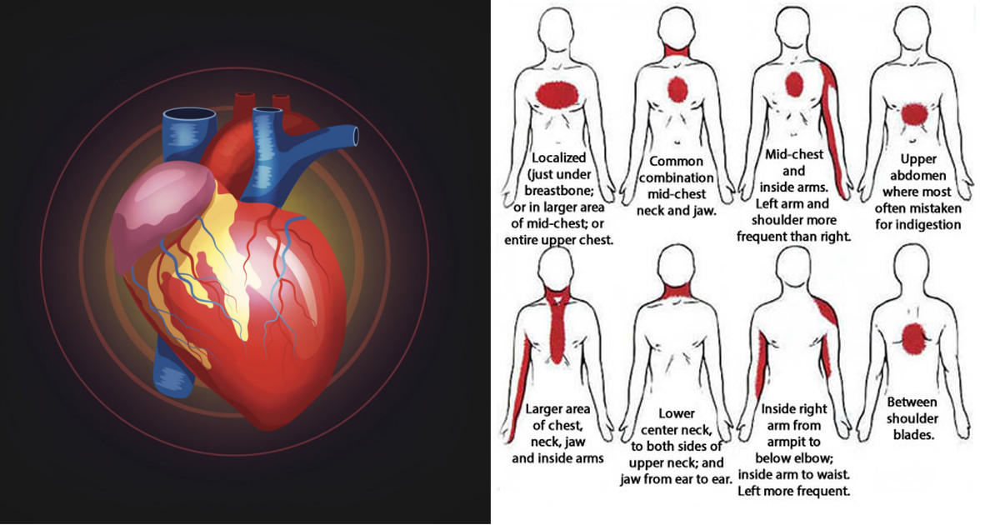 Localized
(just under
breastbone;
or in larger area
of mid-chest; or
entire upper chest.
Common
combination
mid-chest
neck and jaw.
Mid-chest
and
inside arms.
Left arm and
shoulder more
frequent than right.
Upper
abdomen
where most
often mistaken
for indigestion
Larger area
of chest,
neck, jaw
and inside arms
Lower
center neck,
to both sides of
upper neck; and
jaw from ear to ear.
Inside right
arm from
armpit to
below elbow;
inside arm to waist.
Left more frequent.
Between
shoulder
blades.